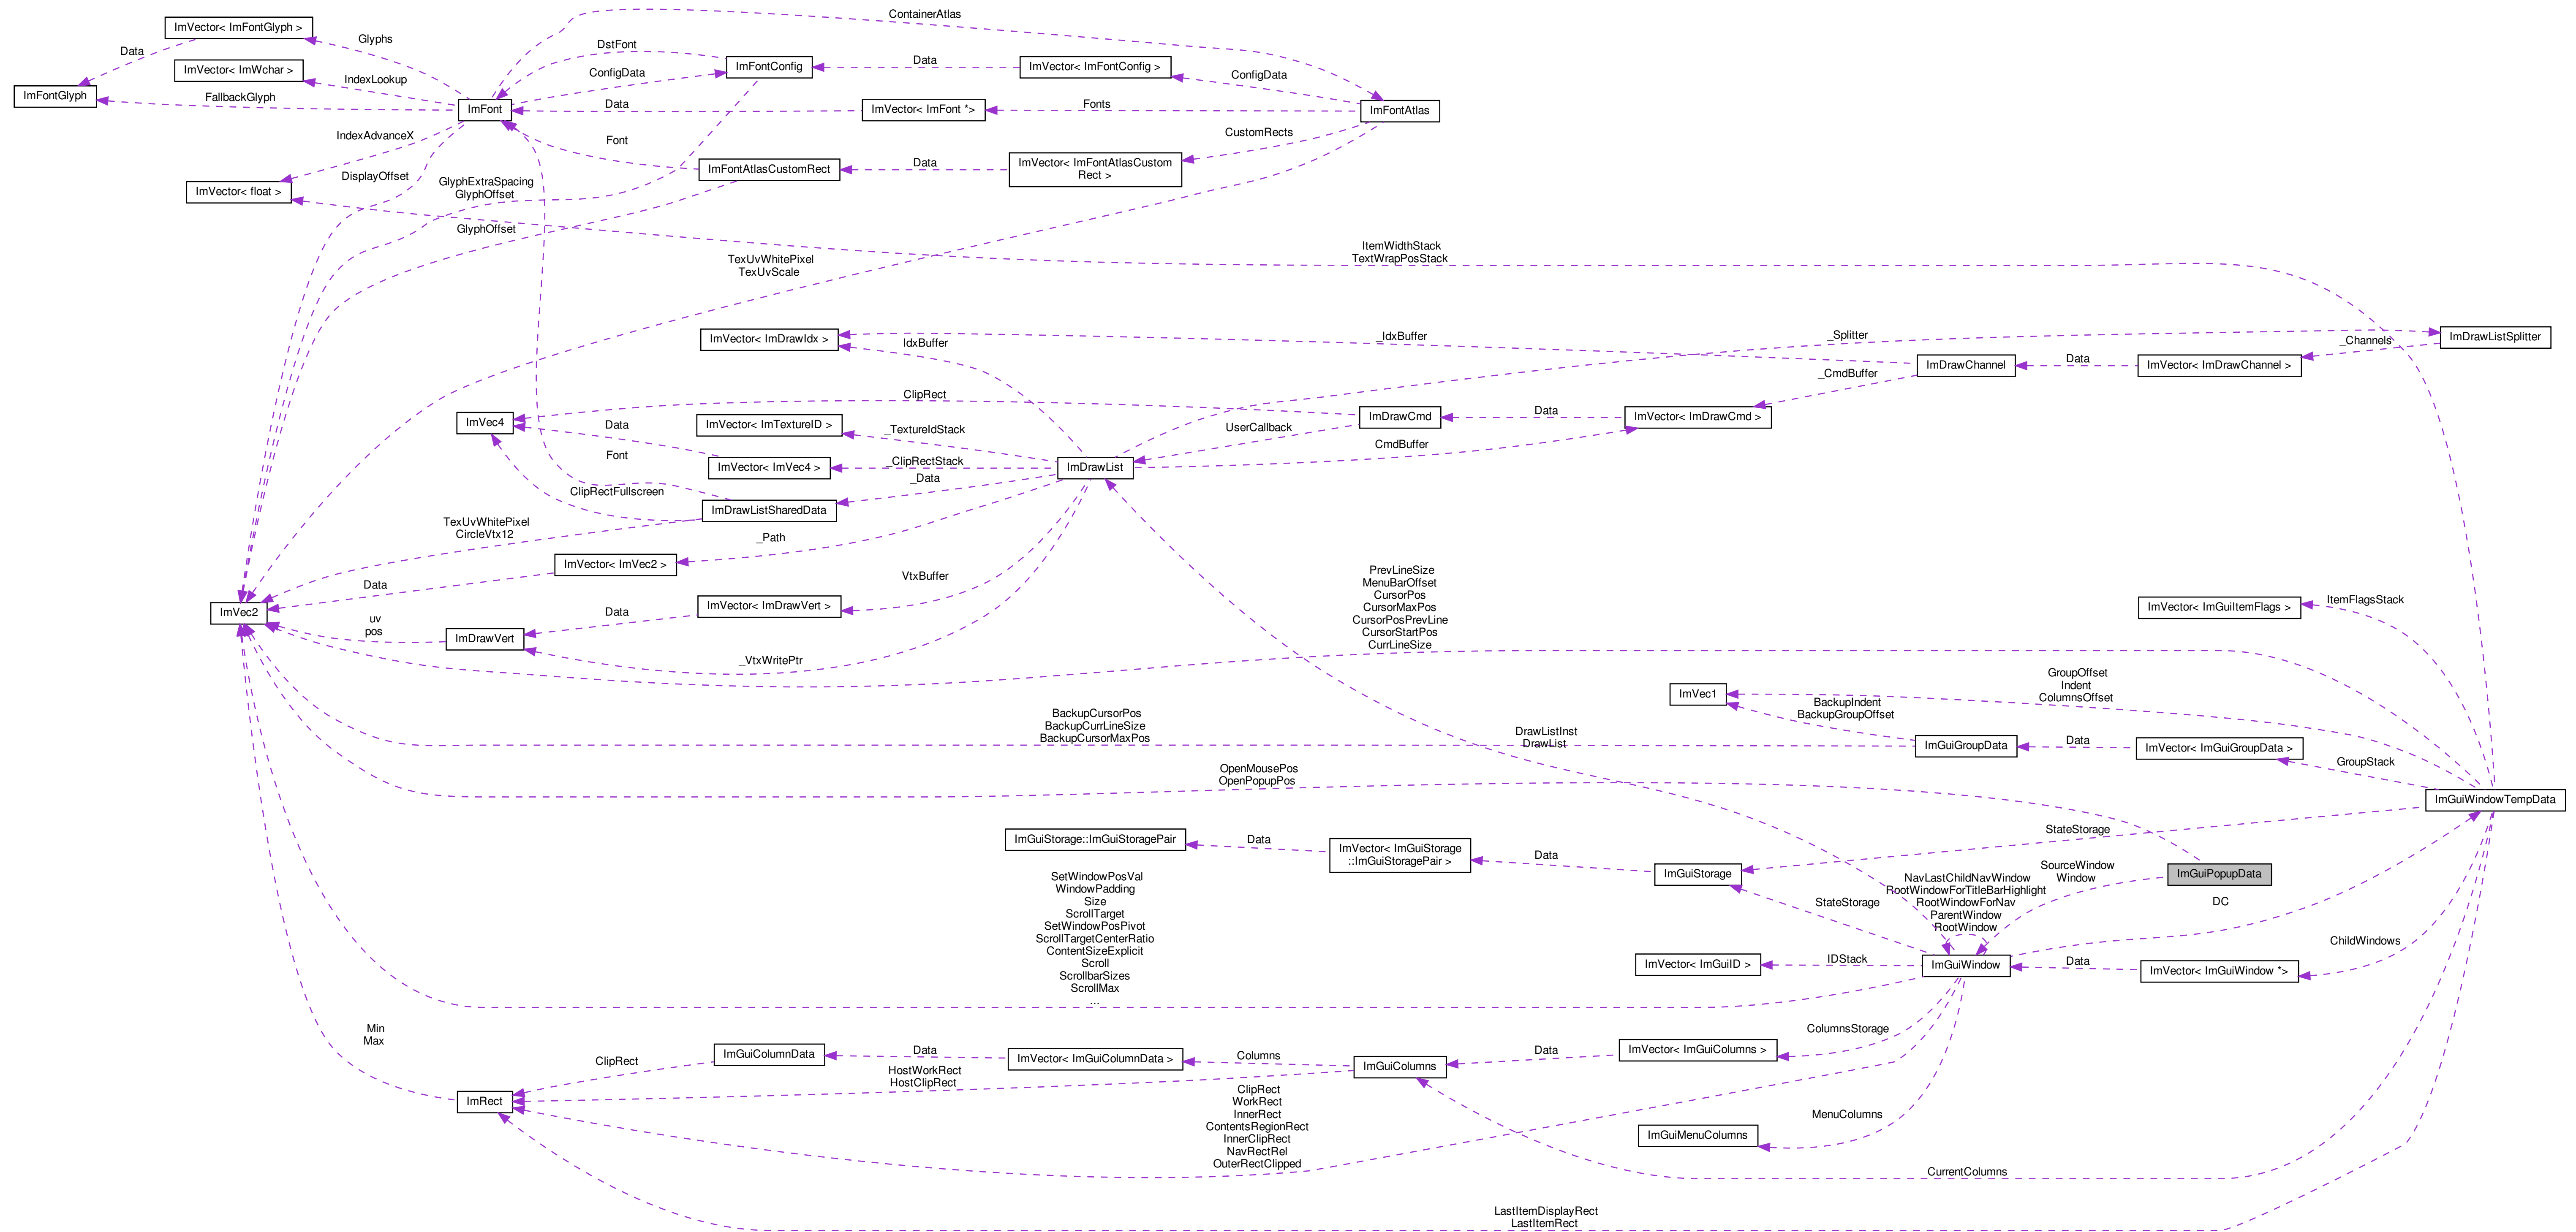 ContainerAtlas
ImVector< ImFontGlyph >
Glyphs
Data
DstFont
ImFontConfig
Data
ImVector< ImFontConfig >
ImVector< ImWchar >
IndexLookup
ConfigData
ConfigData
ImFontGlyph
FallbackGlyph
ImFont
Data
ImVector< ImFont *>
Fonts
ImFontAtlas
IndexAdvanceX
Font
CustomRects
ImFontAtlasCustomRect
Data
ImVector< ImFontAtlasCustom
Rect >
DisplayOffset
ImVector< float >
GlyphExtraSpacing
GlyphOffset
GlyphOffset
ItemWidthStack
TextWrapPosStack
TexUvWhitePixel
TexUvScale
ImVector< ImDrawIdx >
IdxBuffer
_IdxBuffer
_Splitter
ImDrawListSplitter
_Channels
ImDrawChannel
Data
ImVector< ImDrawChannel >
_CmdBuffer
ClipRect
ImVec4
Data
ImVector< ImTextureID >
_TextureIdStack
UserCallback
ImDrawCmd
Data
ImVector< ImDrawCmd >
CmdBuffer
Font
ImVector< ImVec4 >
_ClipRectStack
ImDrawList
_Data
ClipRectFullscreen
ImDrawListSharedData
TexUvWhitePixel
CircleVtx12
_Path
ImVector< ImVec2 >
Data
VtxBuffer
ImVec2
ImVector< ImDrawVert >
Data
uv
pos
ImDrawVert
_VtxWritePtr
PrevLineSize
MenuBarOffset
CursorPos
CursorMaxPos
CursorPosPrevLine
CursorStartPos
CurrLineSize
ImVector< ImGuiItemFlags >
ItemFlagsStack
ImVec1
GroupOffset
Indent
ColumnsOffset
BackupIndent
BackupGroupOffset
BackupCursorPos
BackupCurrLineSize
BackupCursorMaxPos
DrawListInst
DrawList
ImGuiGroupData
Data
ImVector< ImGuiGroupData >
GroupStack
OpenMousePos
OpenPopupPos
ImGuiWindowTempData
ImGuiStorage::ImGuiStoragePair
Data
ImVector< ImGuiStorage
::ImGuiStoragePair >
Data
ImGuiStorage
StateStorage
StateStorage
SourceWindow
Window
ImGuiPopupData
NavLastChildNavWindow
RootWindowForTitleBarHighlight
RootWindowForNav
ParentWindow
RootWindow
DC
SetWindowPosVal
WindowPadding
Size
ScrollTarget
SetWindowPosPivot
ScrollTargetCenterRatio
ContentSizeExplicit
Scroll
ScrollbarSizes
ScrollMax
...
ImVector< ImGuiID >
IDStack
ImGuiWindow
Data
ImVector< ImGuiWindow *>
ChildWindows
Min
Max
ImGuiColumnData
Data
ImVector< ImGuiColumnData >
Columns
ImGuiColumns
Data
ImVector< ImGuiColumns >
ColumnsStorage
ClipRect
HostWorkRect
HostClipRect
ImRect
ClipRect
WorkRect
InnerRect
ContentsRegionRect
InnerClipRect
NavRectRel
OuterRectClipped
MenuColumns
ImGuiMenuColumns
CurrentColumns
LastItemDisplayRect
LastItemRect